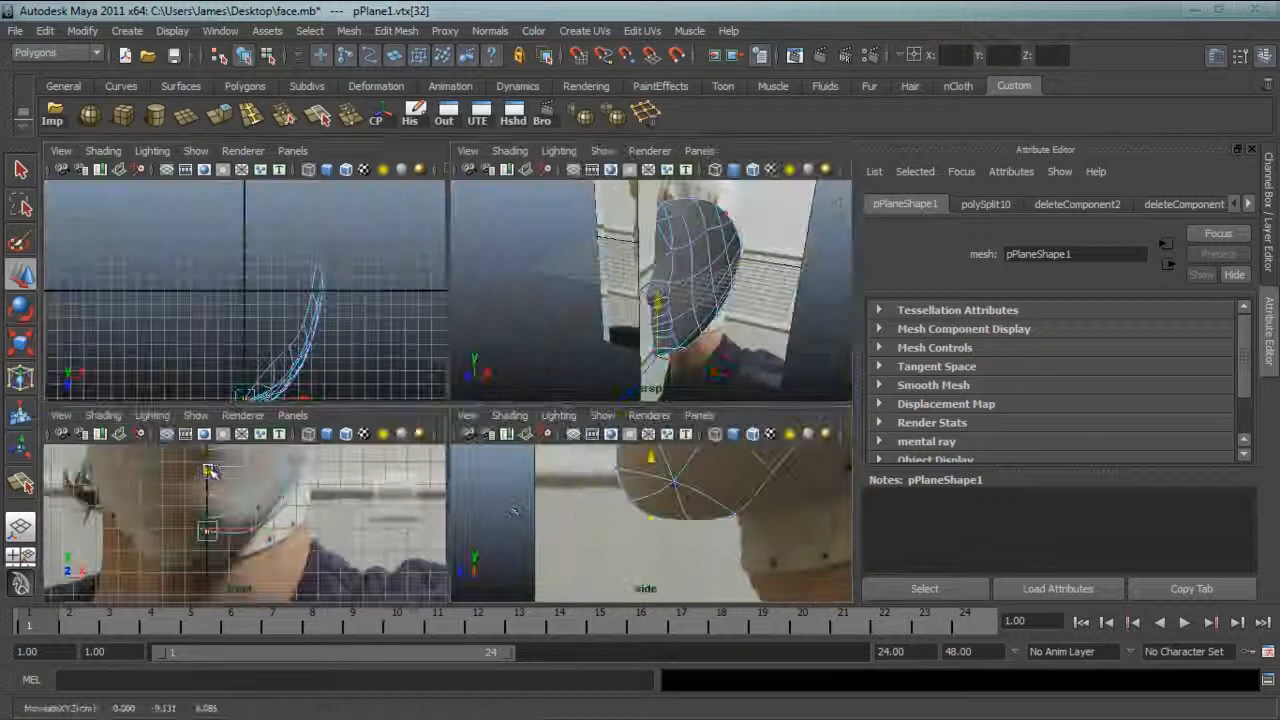 Autodesk Maya 2011 x64: C:\Users\James\Desktop\face.mb* --- pPlane1.vtx[32]
File Edit Modify Create Display Window Assets Select Mesh Edit Mesh Proxy Normals Color Create UVs Edit UVs Muscle Help
Polygons X: Y: Z:
General Curves Surfaces Polygons Subdivs Deformation Animation Dynamics Rendering PaintEffects Toon Muscle Fluids Fur Hair nCloth Custom
Imp CP His Out UTE Hshd Bro
View Shading Lighting Show Renderer Panels
View Shading Lighting Show Renderer Panels
Attribute Editor
List Selected Focus Attributes Show Help
pPlaneShape1 polySplit10 deleteComponent2 deleteComponent
Focus
mesh: pPlaneShape1
Presets
Show Hide
Tessellation Attributes
Mesh Component Display
Mesh Controls
Tangent Space
Smooth Mesh
Displacement Map
Render Stats
mental ray
Object Display
View Shading Lighting Show Renderer Panels
View Shading Lighting Show Renderer Panels
Notes: pPlaneShape1
front
side
Select Load Attributes Copy Tab
Channel Box / Layer Editor
Attribute Editor
1 2 3 4 5 6 7 8 9 10 11 12 13 14 15 16 17 18 19 20 21 22 23 24
1 1.00
1.00 1.00 1 24 24.00 48.00 No Anim Layer No Character Set
MEL